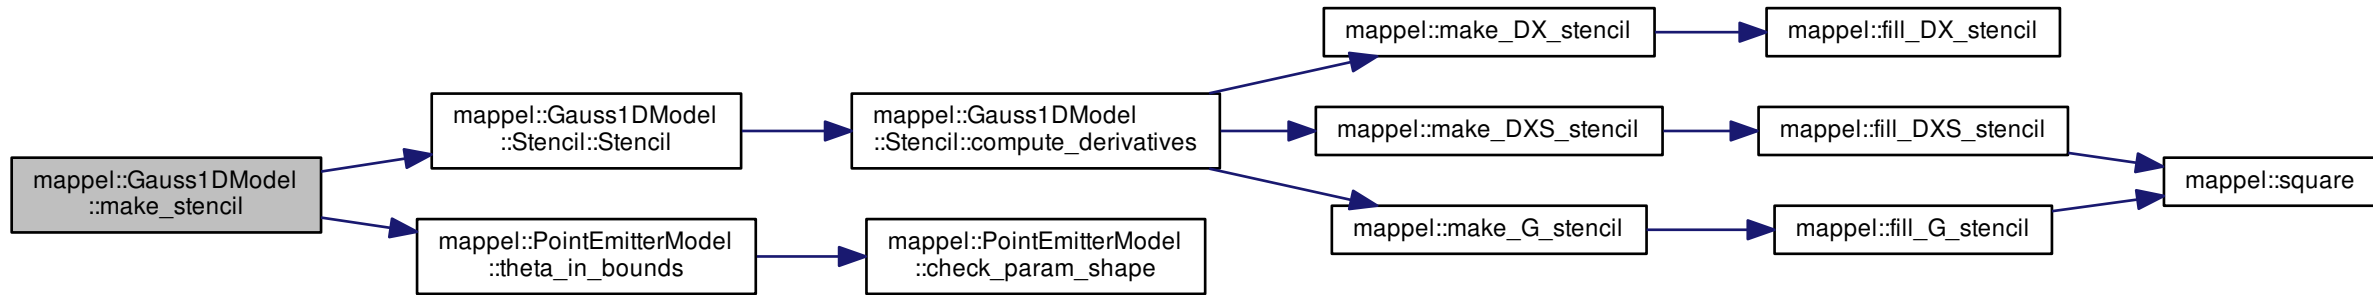 mappel::Gauss1DModel
::make_stencil
mappel::Gauss1DModel
::Stencil::Stencil
mappel::PointEmitterModel
::theta_in_bounds
mappel::Gauss1DModel
::Stencil::compute_derivatives
mappel::PointEmitterModel
::check_param_shape
mappel::make_DX_stencil
mappel::make_DXS_stencil
mappel::make_G_stencil
mappel::fill_DX_stencil
mappel::fill_DXS_stencil
mappel::fill_G_stencil
mappel::square